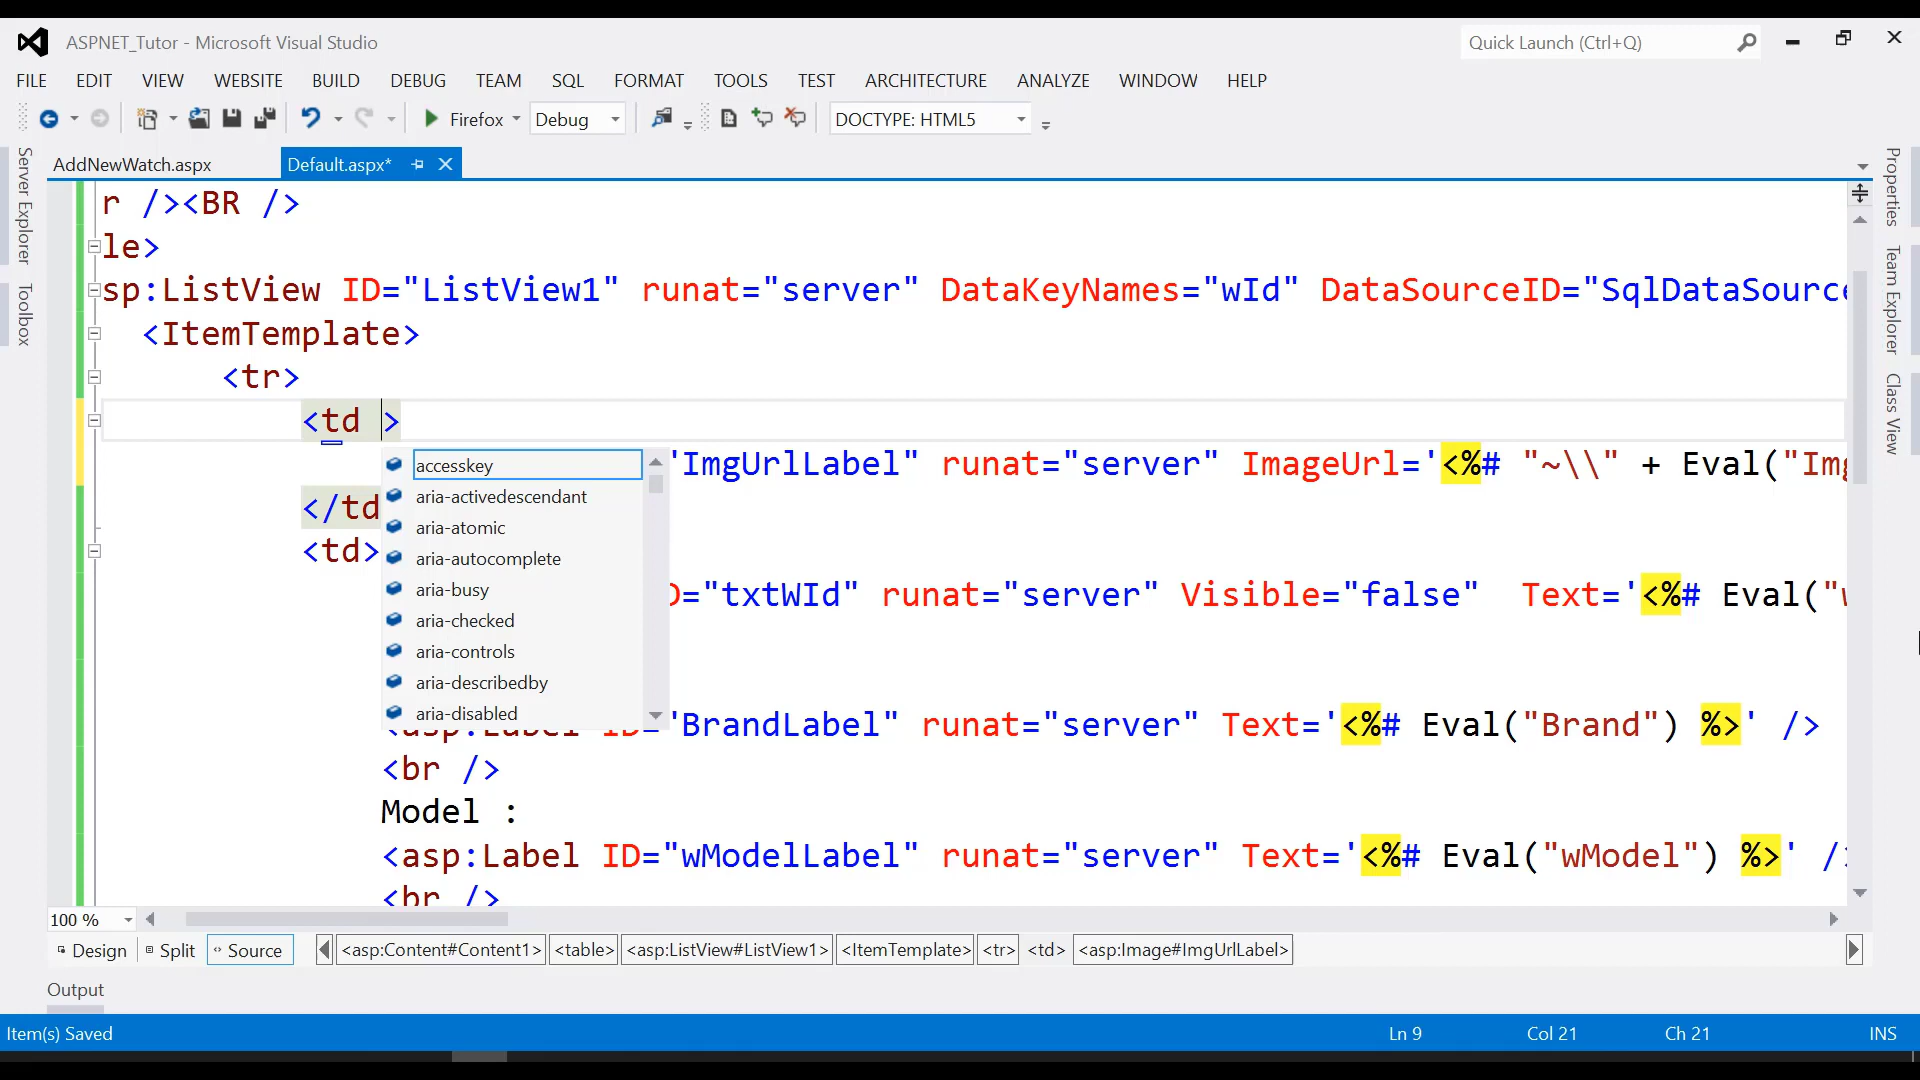 ASPNET_Tutor - Microsoft Visual Studio
Quick Launch (Ctrl+Q)
FILE EDIT VIEW WEBSITE BUILD DEBUG TEAM SQL FORMAT TOOLS TEST ARCHITECTURE ANALYZE WINDOW HELP
Firefox Debug DOCTYPE: HTML5
AddNewWatch.aspx Default.aspx*
Server Explorer
Toolbox
Properties
Team Explorer
Class View
r /><BR />
le>
sp:ListView ID="ListView1" runat="server" DataKeyNames="wId" DataSourceID="SqlDataSource
<ItemTemplate>
<tr>
<td >
'ImgUrlLabel" runat="server" ImageUrl='<%# "~\\" + Eval("Img
</td
<td>
="txtWId" runat="server" Visible="false" Text='<%# Eval("w
accesskey
aria-activedescendant
aria-atomic
aria-autocomplete
aria-busy
aria-checked
aria-controls
aria-describedby
aria-disabled
<asp:Label ID="BrandLabel" runat="server" Text='<%# Eval("Brand") %>' />
<br />
Model :
<asp:Label ID="wModelLabel" runat="server" Text='<%# Eval("wModel") %>' />
<br />
100 %
Design Split Source <asp:Content#Content1> <table> <asp:ListView#ListView1> <ItemTemplate> <tr> <td> <asp:Image#ImgUrlLabel>
Output
Item(s) Saved Ln 9 Col 21 Ch 21 INS